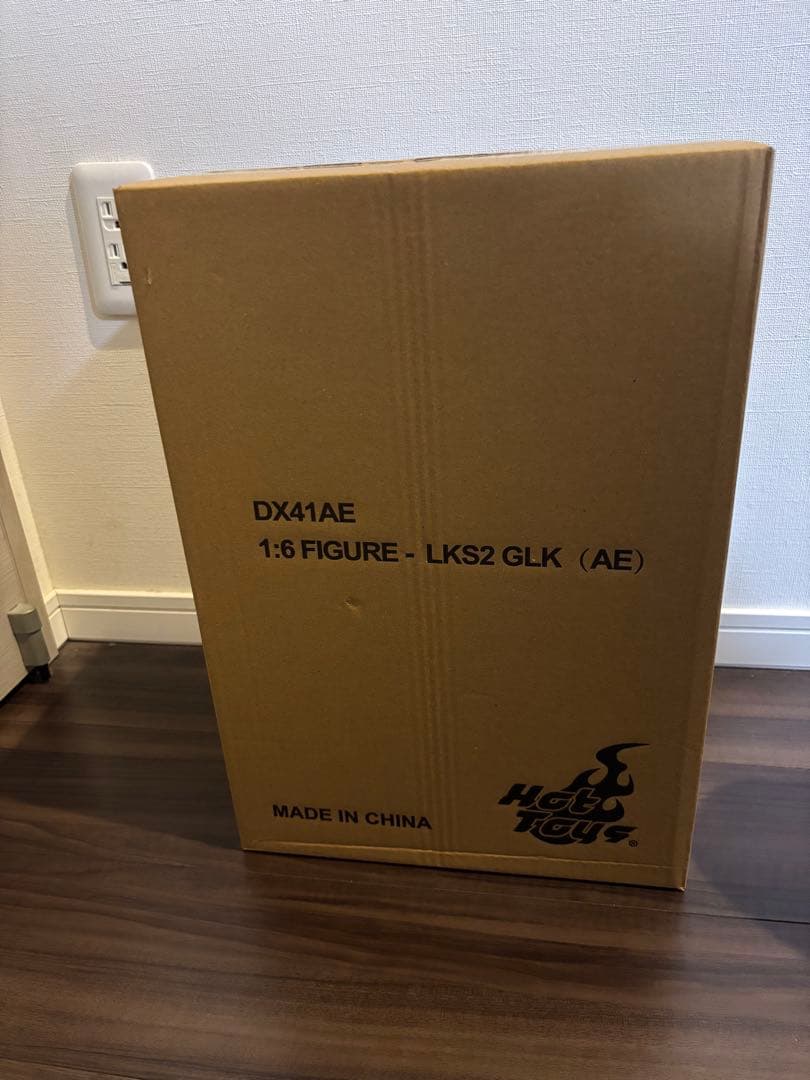 DX41AE
1:6 FIGURE - LKS2 GLK （AE）
MADE IN CHINA
Hot
Toys®